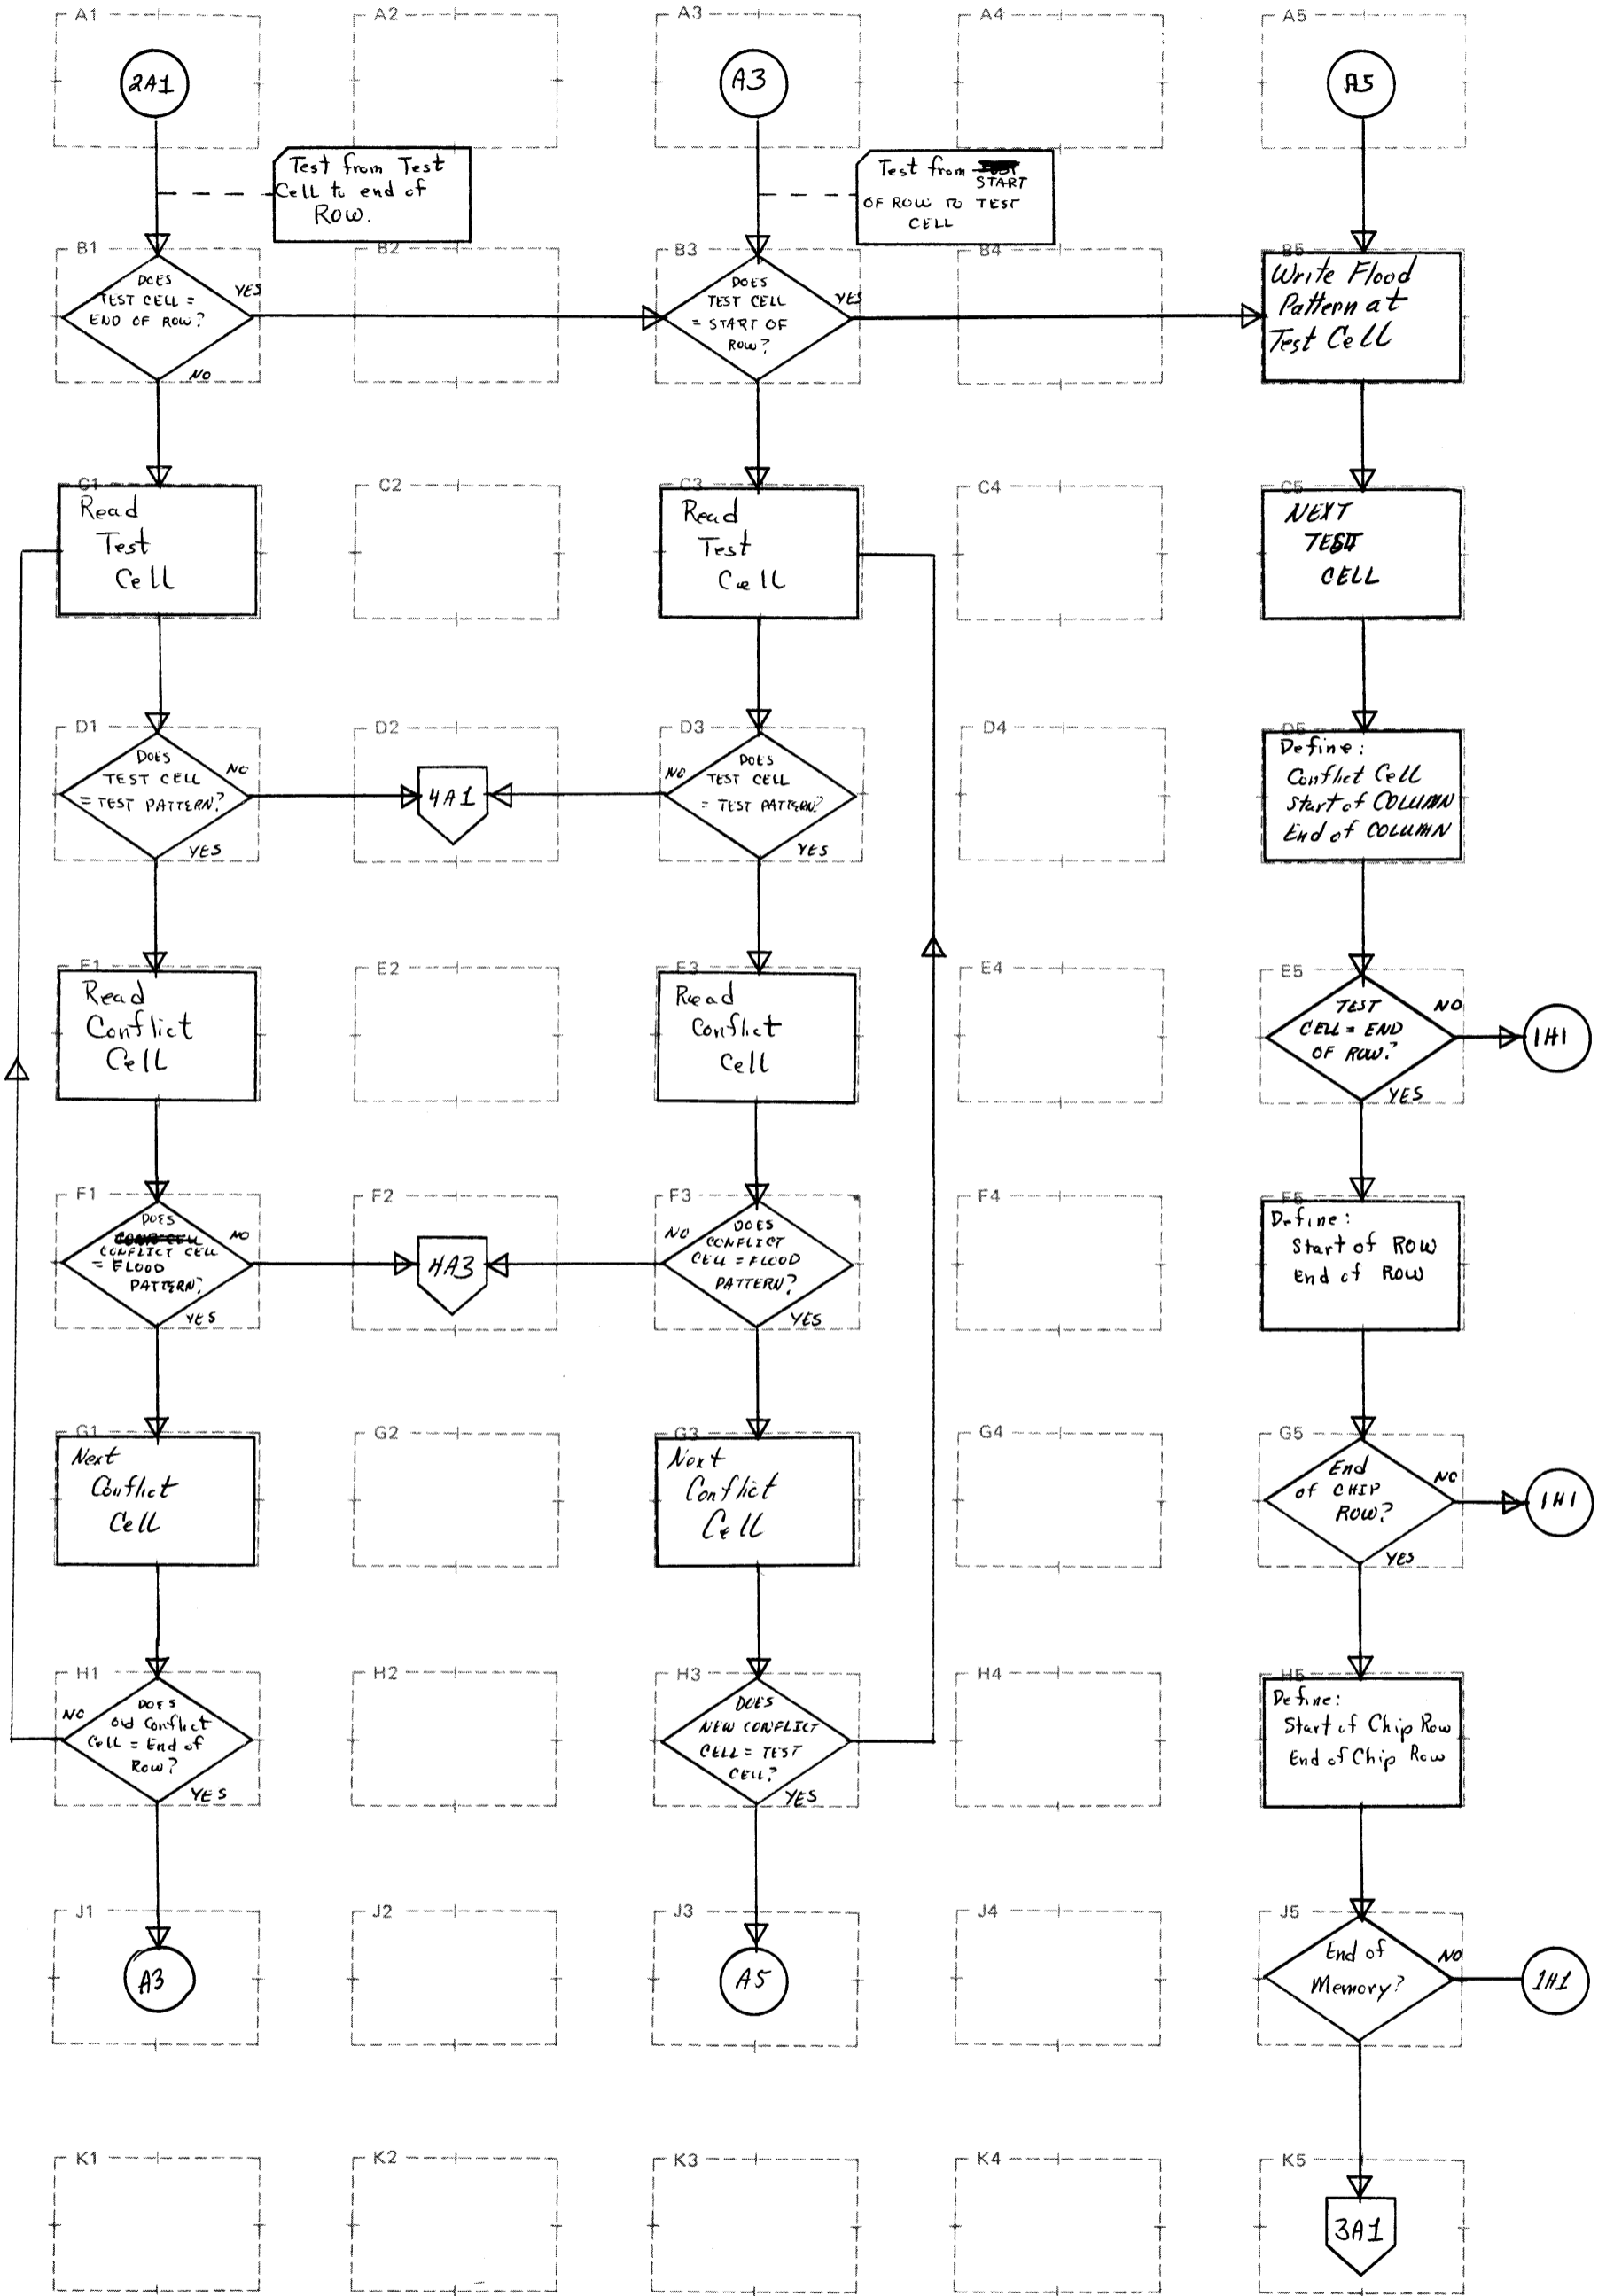 A1
A2
A3
A4
A5
2A1
A3
A5
Test from Test
Cell to end of
ROW.
Test from
START
OF ROW TO TEST
CELL
B1
B2
B3
B4
B5
DOES
TEST CELL =
END OF ROW?
YES
NO
DOES
TEST CELL
= START OF
ROW?
YES
Write Flood
Pattern at
Test Cell
C1
C2
C3
C4
C5
Read
Test
Cell
Read
Test
Cell
NEXT
TEST
CELL
D1
D2
D3
D4
D5
DOES
TEST CELL
= TEST PATTERN?
NO
YES
4A1
DOES
TEST CELL
= TEST PATTERN?
NO
YES
Define:
Conflict Cell
Start of COLUMN
End of COLUMN
E1
E2
E3
E4
E5
Read
Conflict
Cell
Read
Conflict
Cell
TEST
CELL = END
OF ROW?
NO
YES
1H1
F1
F2
F3
F4
F5
DOES
CONFLICT CELL
= FLOOD
PATTERN?
NO
YES
4A3
DOES
CONFLICT
CELL = FLOOD
PATTERN?
NO
YES
Define:
Start of ROW
End of ROW
G1
G2
G3
G4
G5
Next
Conflict
Cell
Next
Conflict
Cell
End
of CHIP
ROW?
NO
YES
1H1
H1
H2
H3
H4
H5
DOES
Old Conflict
Cell = End of
Row?
NO
YES
DOES
NEW CONFLICT
CELL = TEST
CELL?
YES
Define:
Start of Chip Row
End of Chip Row
J1
J2
J3
J4
J5
A3
A5
End of
Memory?
NO
1H1
K1
K2
K3
K4
K5
3A1